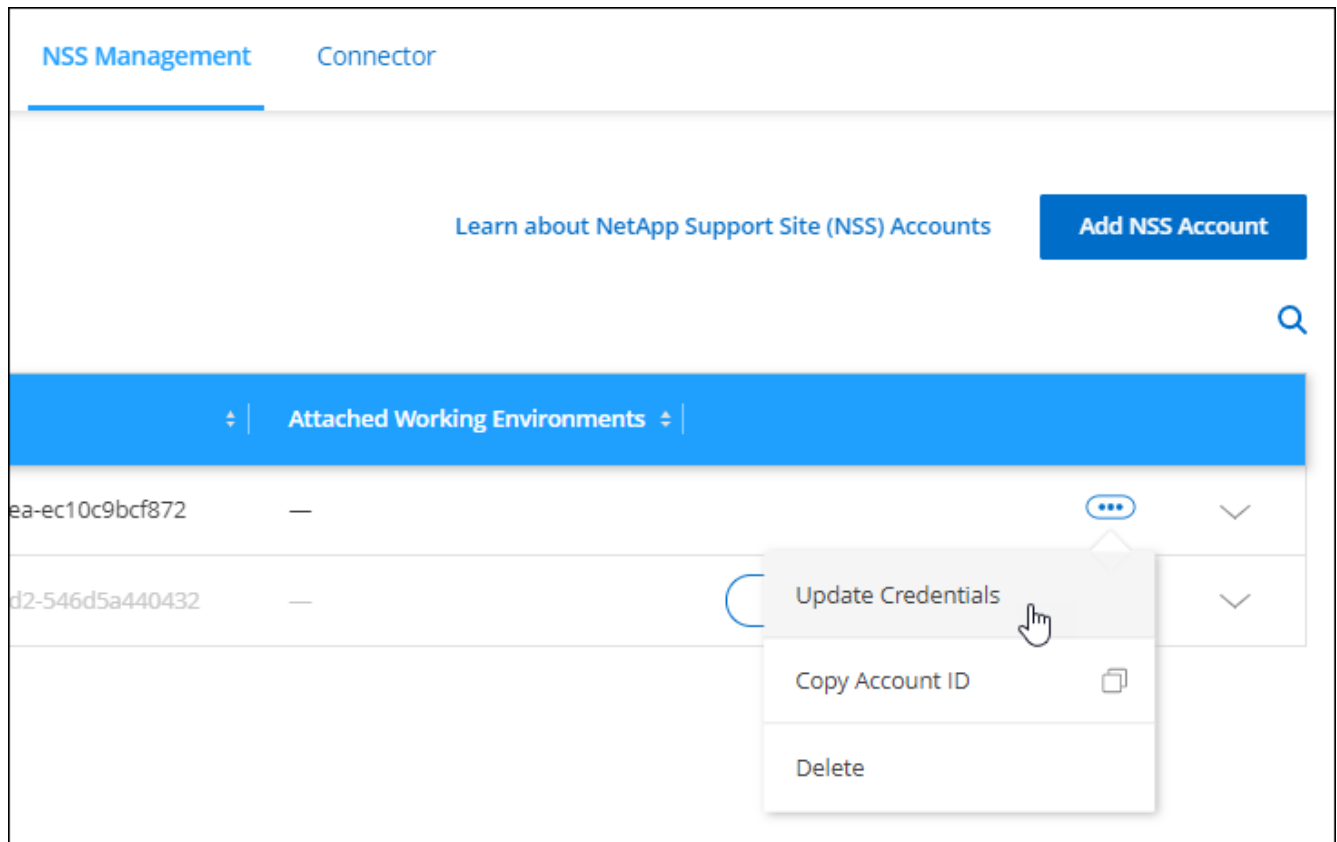 NSS Management Connector
Learn about NetApp Support Site (NSS) Accounts Add NSS Account
Attached Working Environments
ea-ec10c9bcf872 —
d2-546d5a440432 —
Update Credentials
Copy Account ID
Delete